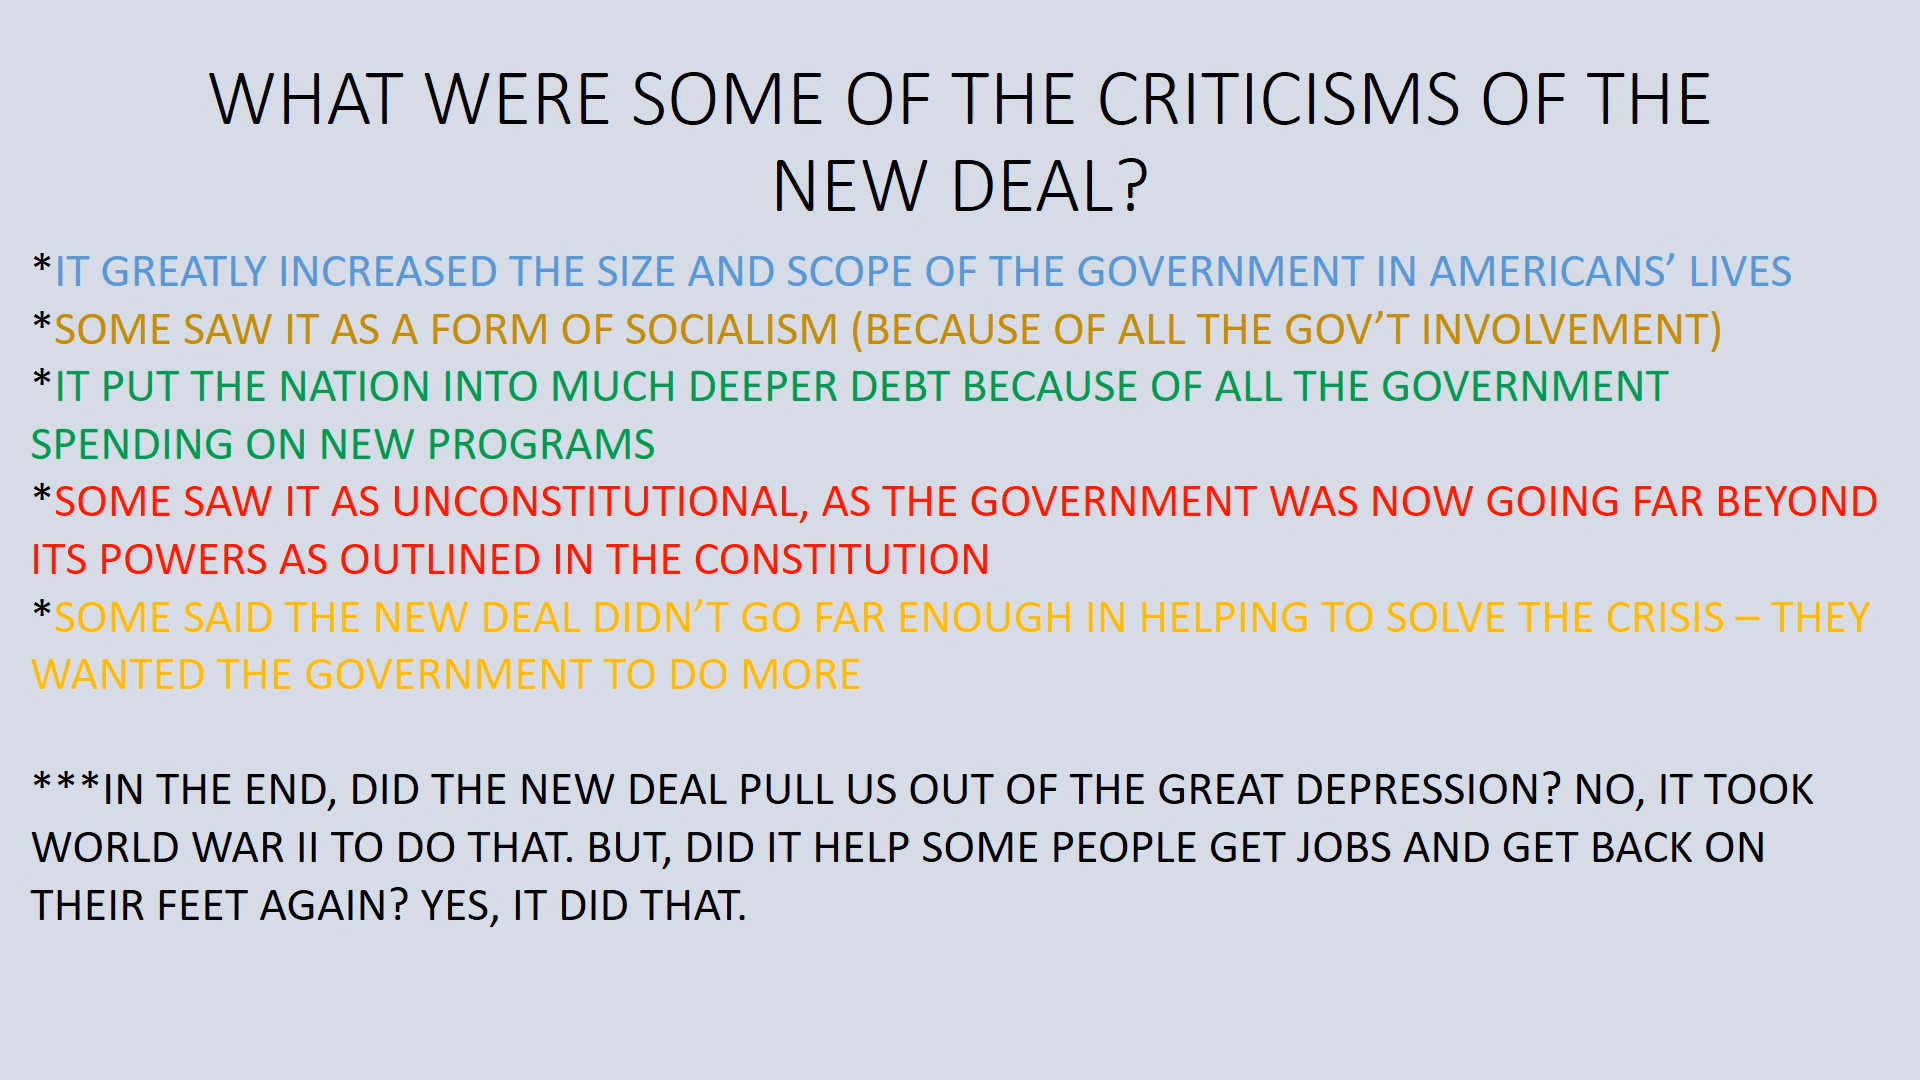 WHAT WERE SOME OF THE CRITICISMS OF THE
NEW DEAL?
*IT GREATLY INCREASED THE SIZE AND SCOPE OF THE GOVERNMENT IN AMERICANS’ LIVES
*SOME SAW IT AS A FORM OF SOCIALISM (BECAUSE OF ALL THE GOV’T INVOLVEMENT)
*IT PUT THE NATION INTO MUCH DEEPER DEBT BECAUSE OF ALL THE GOVERNMENT
SPENDING ON NEW PROGRAMS
*SOME SAW IT AS UNCONSTITUTIONAL, AS THE GOVERNMENT WAS NOW GOING FAR BEYOND
ITS POWERS AS OUTLINED IN THE CONSTITUTION
*SOME SAID THE NEW DEAL DIDN’T GO FAR ENOUGH IN HELPING TO SOLVE THE CRISIS – THEY
WANTED THE GOVERNMENT TO DO MORE
***IN THE END, DID THE NEW DEAL PULL US OUT OF THE GREAT DEPRESSION? NO, IT TOOK
WORLD WAR II TO DO THAT. BUT, DID IT HELP SOME PEOPLE GET JOBS AND GET BACK ON
THEIR FEET AGAIN? YES, IT DID THAT.